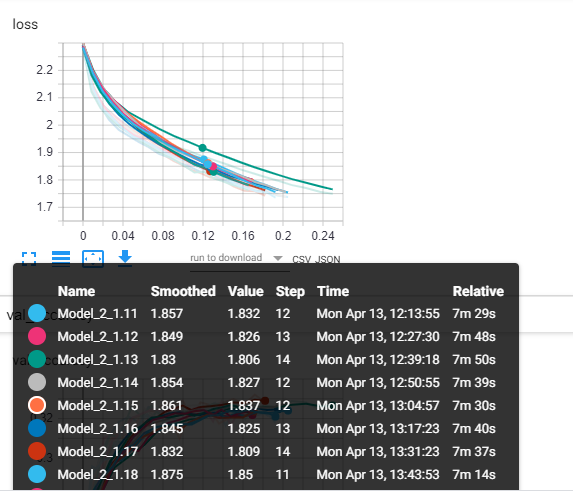 loss
2.2
2.1
2
1.9
1.8
1.7
0 0.04 0.08 0.12 0.16 0.2 0.24
run to download CSV JSON
Name Smoothed Value Step Time Relative
Model_2_1.11 1.857 1.832 12 Mon Apr 13, 12:13:55 7m 29s
Model_2_1.12 1.849 1.826 13 Mon Apr 13, 12:27:30 7m 48s
Model_2_1.13 1.83 1.806 14 Mon Apr 13, 12:39:18 7m 50s
Model_2_1.14 1.854 1.827 12 Mon Apr 13, 12:50:55 7m 39s
Model_2_1.15 1.861 1.837 12 Mon Apr 13, 13:04:57 7m 30s
Model_2_1.16 1.845 1.825 13 Mon Apr 13, 13:17:23 7m 40s
Model_2_1.17 1.832 1.809 14 Mon Apr 13, 13:31:23 7m 37s
Model_2_1.18 1.875 1.85 11 Mon Apr 13, 13:43:53 7m 14s